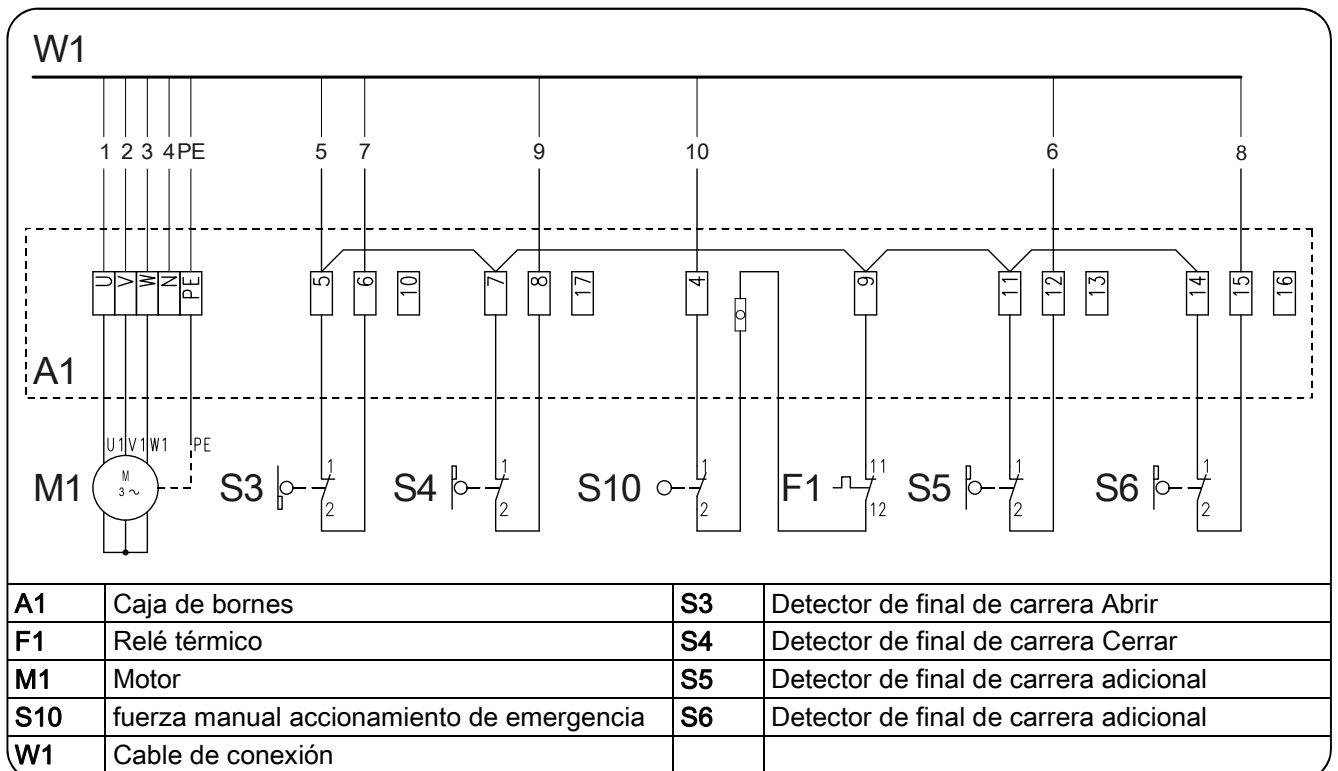 W1
1 2 3 4 PE 5 7 9 10 6 8
U V W N PE 5 6 10 7 8 17 4 9 11 12 13 14 15 16
A1
U1 V1 W1 PE
M1 M 3 ~ S3 1 2 S4 1 2 S10 1 2 F1 11 12 S5 1 2 S6 1 2
A1 Caja de bornes S3 Detector de final de carrera Abrir
F1 Relé térmico S4 Detector de final de carrera Cerrar
M1 Motor S5 Detector de final de carrera adicional
S10 fuerza manual accionamiento de emergencia S6 Detector de final de carrera adicional
W1 Cable de conexión